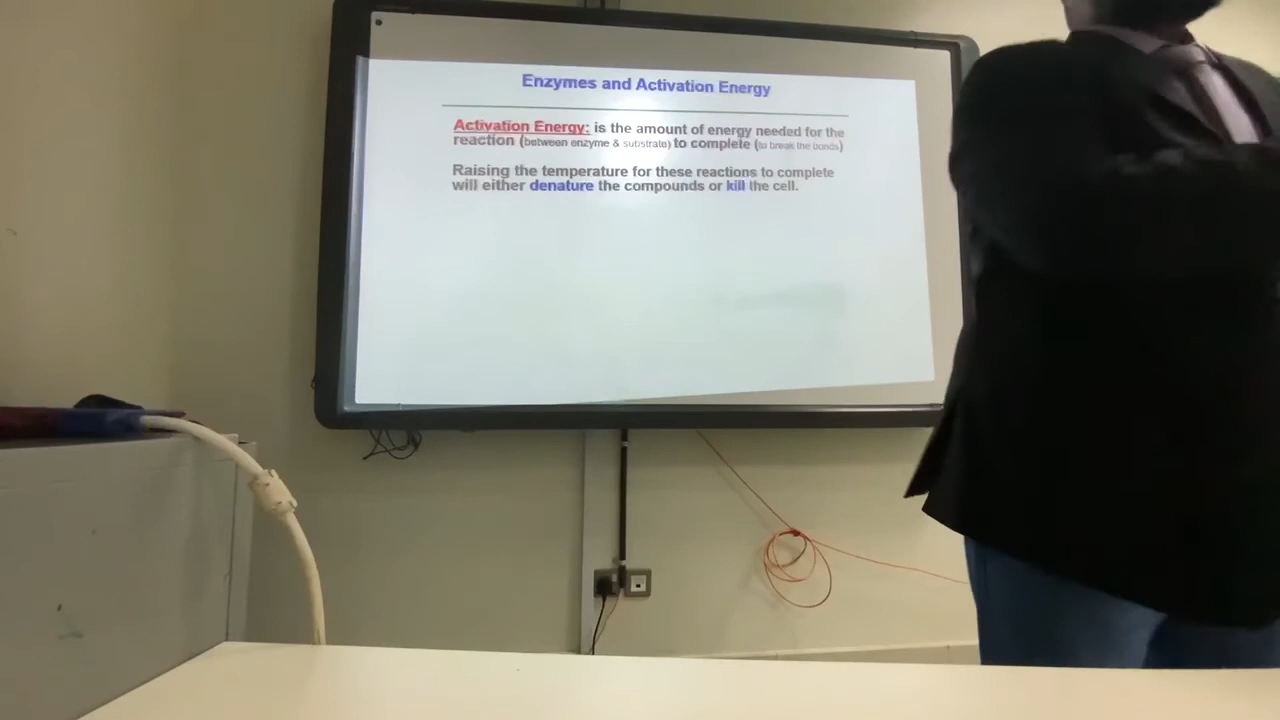 Enzymes and Activation Energy
Activation Energy: is the amount of energy needed for the
reaction (between enzyme & substrate) to complete (to break the bonds)
Raising the temperature for these reactions to complete
will either denature the compounds or kill the cell.